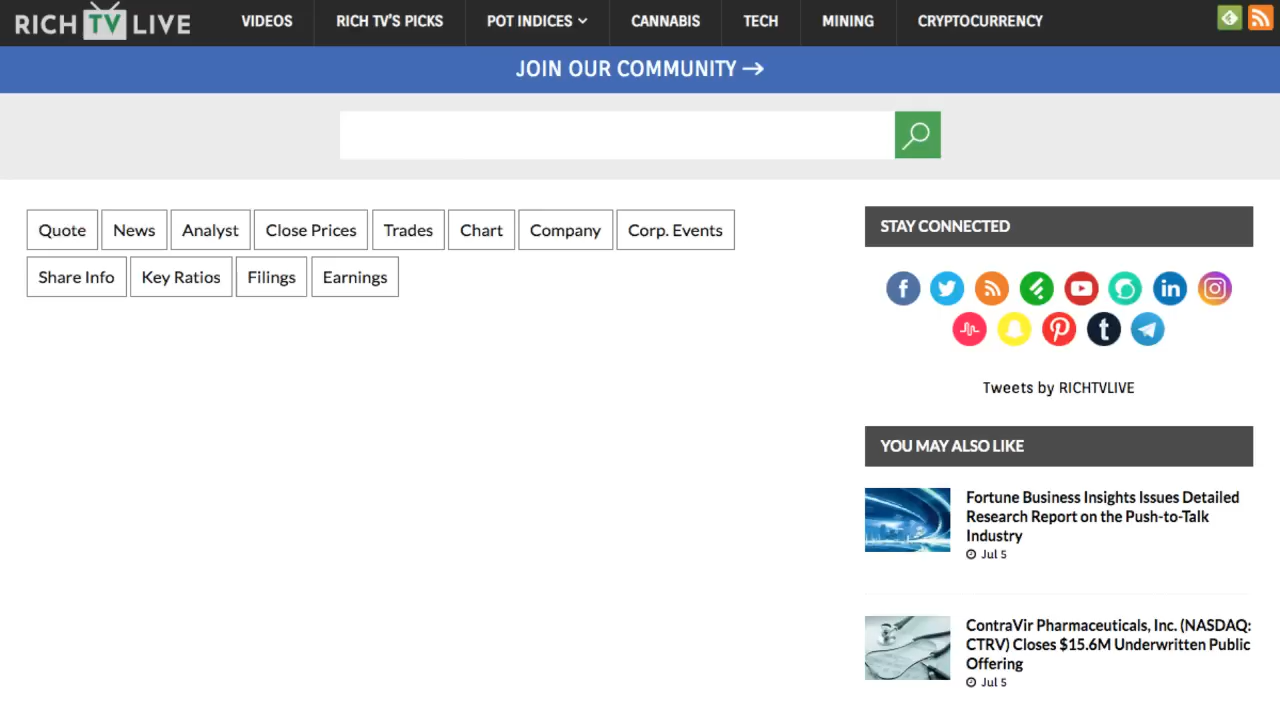 RICH TV LIVE
VIDEOS
RICH TV'S PICKS
POT INDICES
CANNABIS
TECH
MINING
CRYPTOCURRENCY
JOIN OUR COMMUNITY →
Quote
News
Analyst
Close Prices
Trades
Chart
Company
Corp. Events
Share Info
Key Ratios
Filings
Earnings
STAY CONNECTED
Tweets by RICHTVLIVE
YOU MAY ALSO LIKE
Fortune Business Insights Issues Detailed
Research Report on the Push-to-Talk
Industry
Jul 5
ContraVir Pharmaceuticals, Inc. (NASDAQ:
CTRV) Closes $15.6M Underwritten Public
Offering
Jul 5